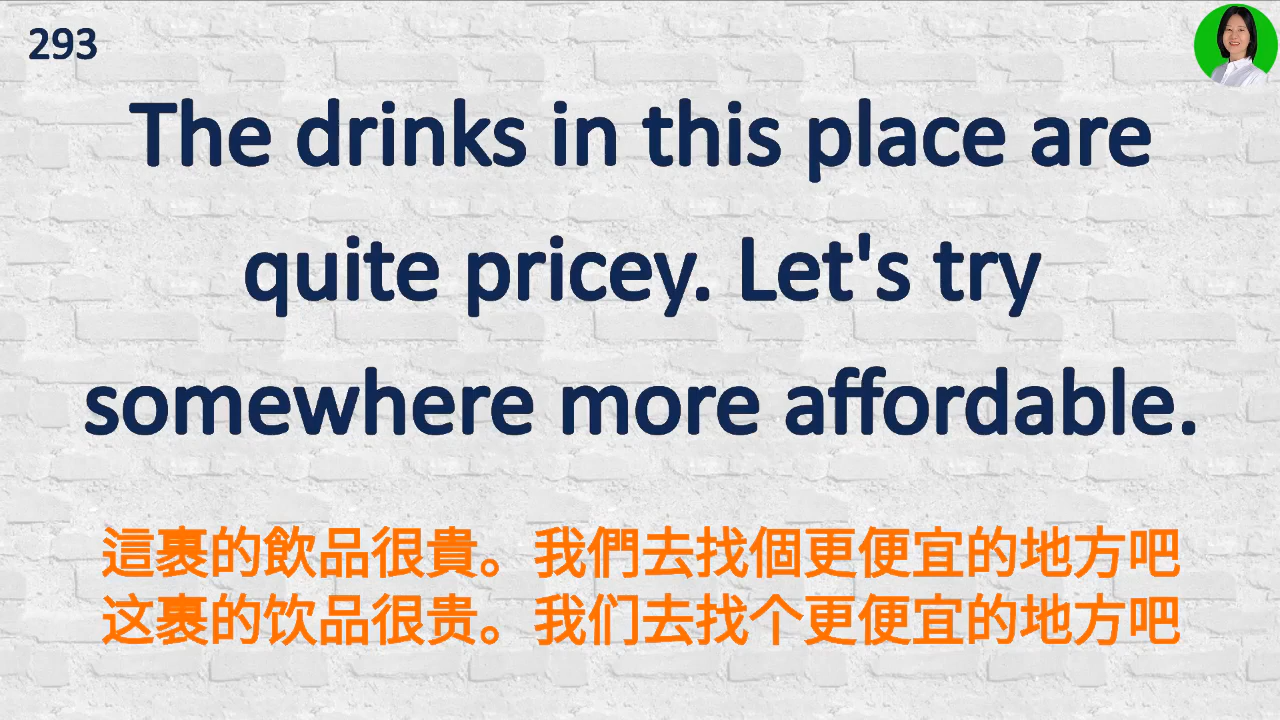 293
The drinks in this place are
quite pricey. Let's try
somewhere more affordable.
這裹的飲品很貴。我們去找個更便宜的地方吧
这裹的饮品很贵。我们去找个更便宜的地方吧